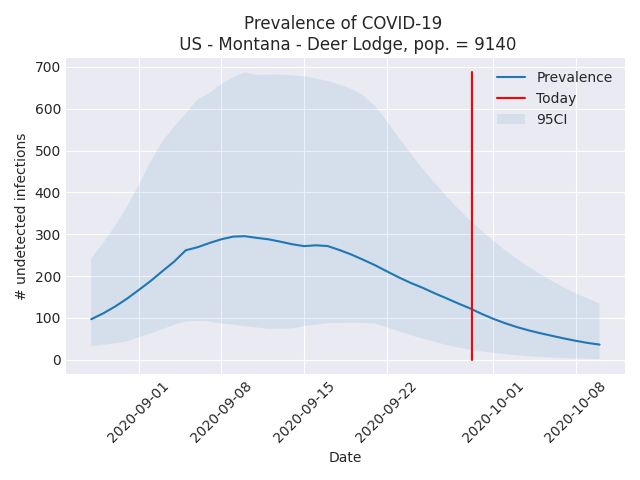 Prevalence of COVID-19
US - Montana - Deer Lodge, pop. = 9140
700
600
500
400
300
200
100
0
# undetected infections
Prevalence
Today
95CI
2020-09-01
2020-09-08
2020-09-15
2020-09-22
2020-10-01
2020-10-08
Date